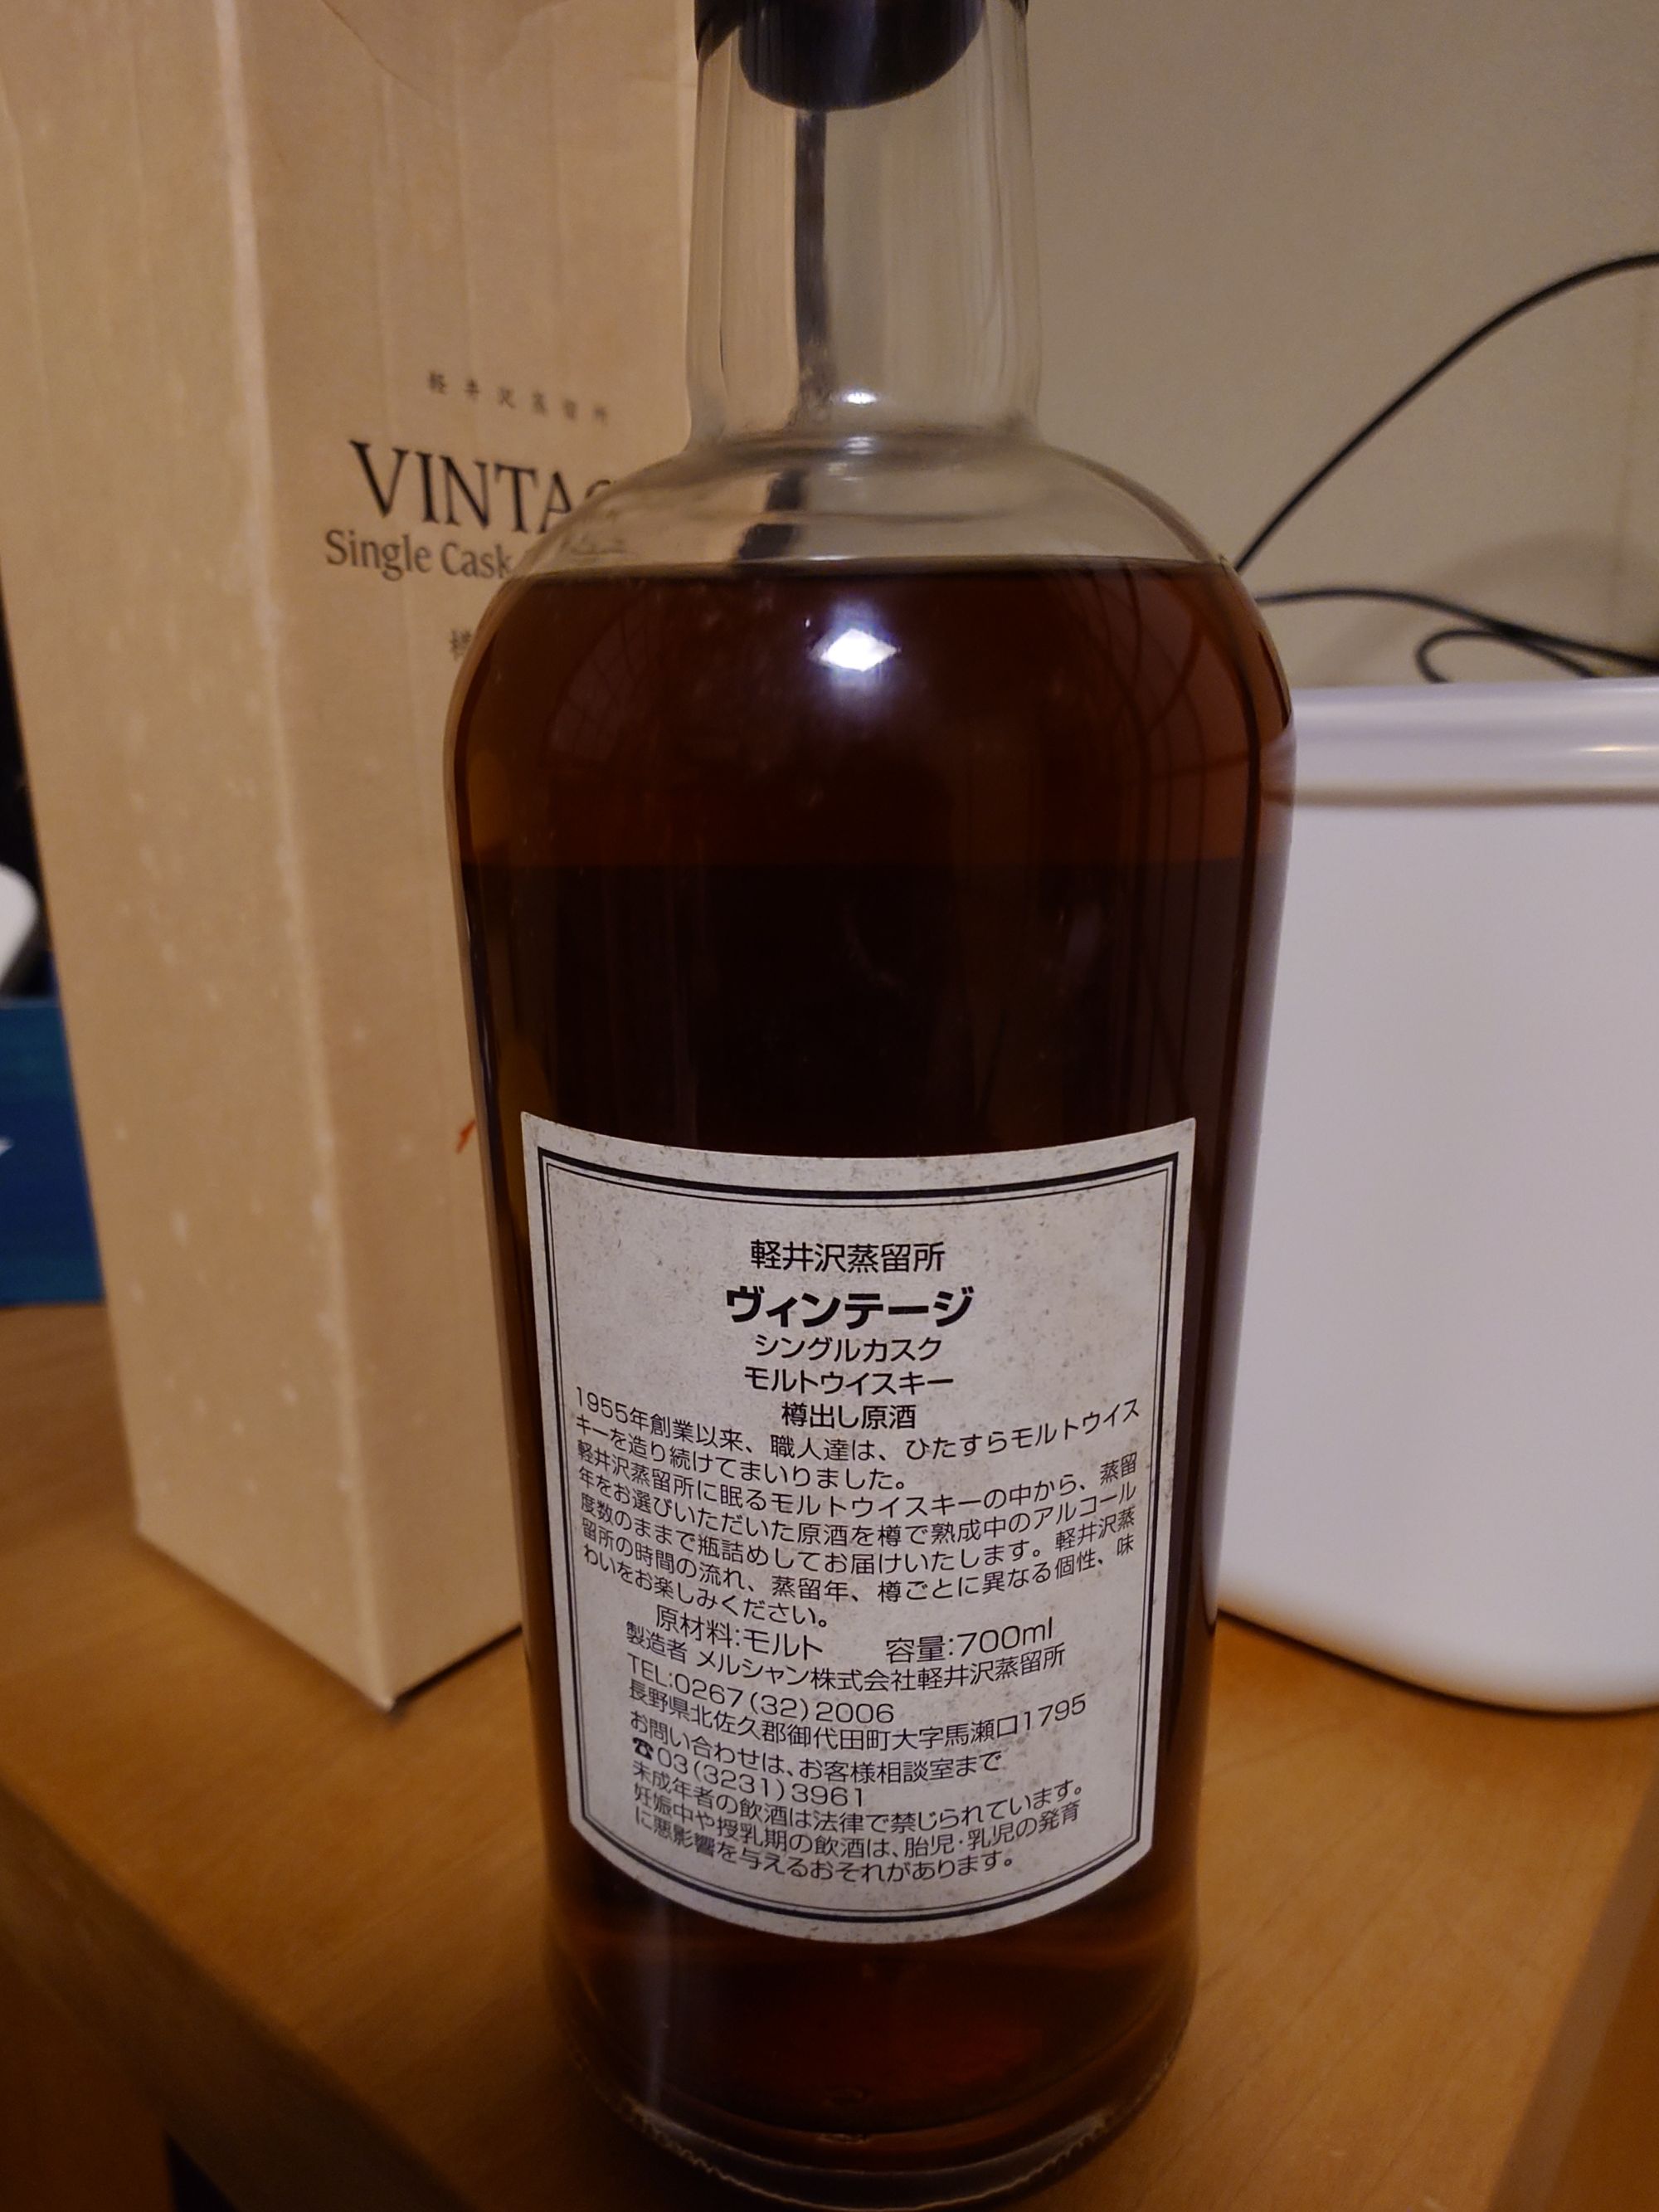 軽井沢蒸留所
VINTAG
Single Cask
樽
軽井沢蒸留所
ヴィンテージ
シングルカスク
モルトウイスキー
樽出し原酒
1955年創業以来、職人達は、ひたすらモルトウイス
キーを造り続けてまいりました。
軽井沢蒸留所に眠るモルトウイスキーの中から、蒸留
年をお選びいただいた原酒を樽で熟成中のアルコール
度数のままで瓶詰めしてお届けいたします。軽井沢蒸
留所の時間の流れ、蒸留年、樽ごとに異なる個性、味
わいをお楽しみください。
原材料:モルト 容量:700ml
製造者 メルシャン株式会社軽井沢蒸留所
TEL:0267(32)2006
長野県北佐久郡御代田町大字馬瀬口1795
お問い合わせは、お客様相談室まで
☎03(3231)3961
未成年者の飲酒は法律で禁じられています。
妊娠中や授乳期の飲酒は、胎児・乳児の発育
に悪影響を与えるおそれがあります。